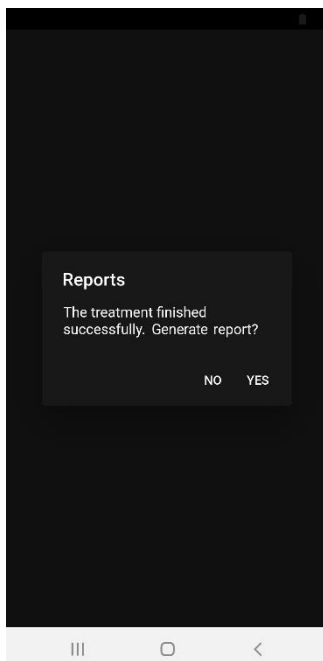 Reports
The treatment finished
successfully. Generate report?
NO YES